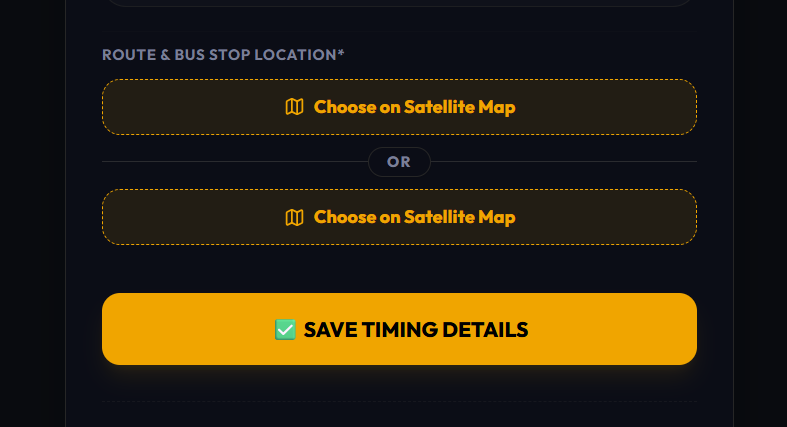 ROUTE & BUS STOP LOCATION*
Choose on Satellite Map
OR
Choose on Satellite Map
✅ SAVE TIMING DETAILS